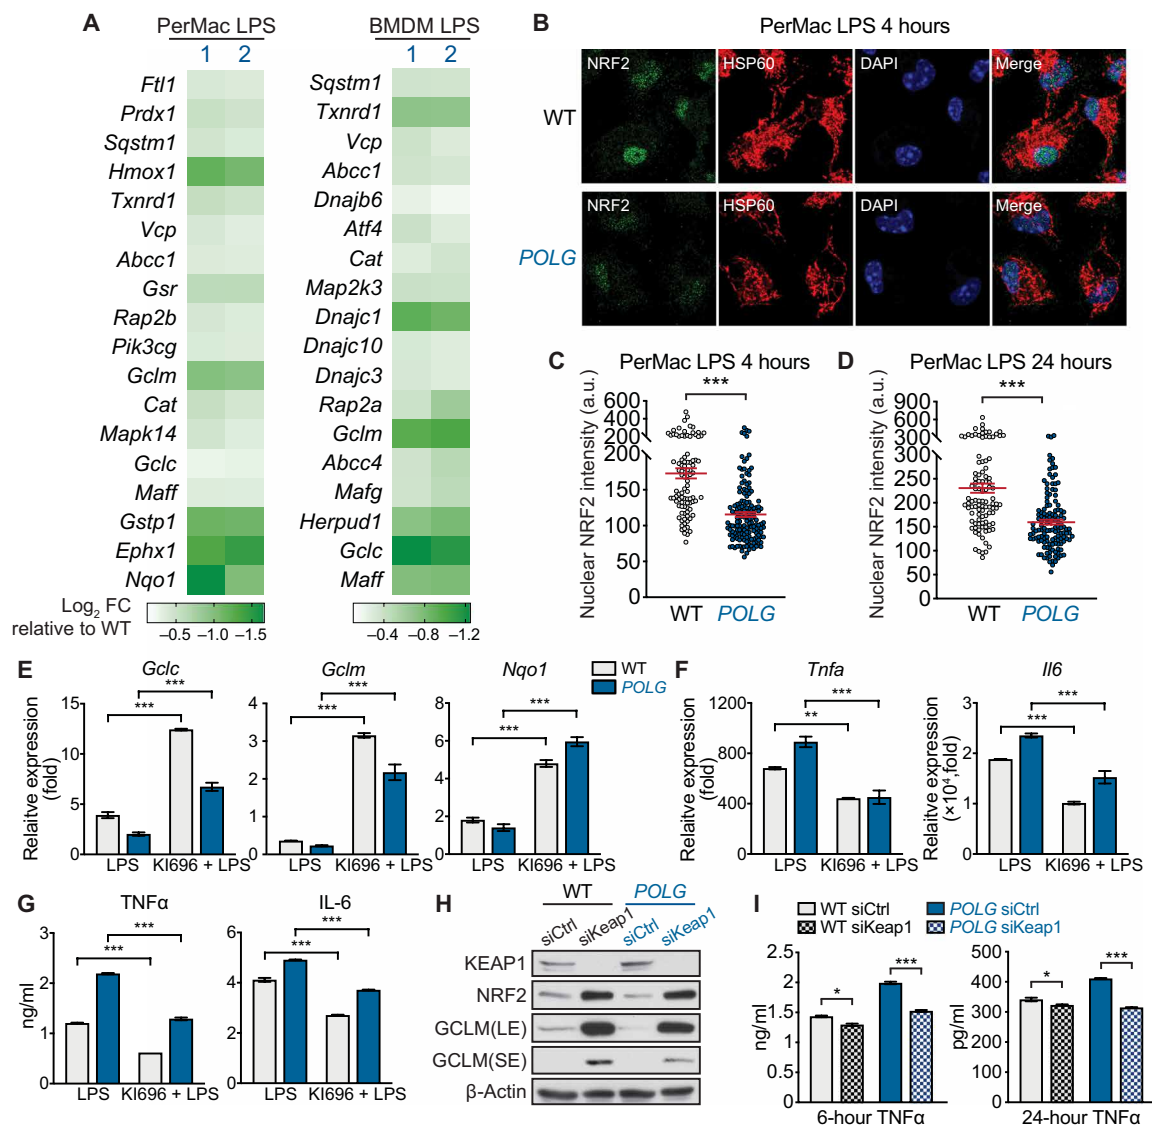 A
PerMac LPS
1 2
Ftl1
Prdx1
Sqstm1
Hmox1
Txnrd1
Vcp
Abcc1
Gsr
Rap2b
Pik3cg
Gclm
Cat
Mapk14
Gclc
Maff
Gstp1
Ephx1
Nqo1
Log₂ FC
relative to WT
−0.5 −1.0 −1.5
BMDM LPS
1 2
Sqstm1
Txnrd1
Vcp
Abcc1
Dnajb6
Atf4
Cat
Map2k3
Dnajc1
Dnajc10
Dnajc3
Rap2a
Gclm
Abcc4
Mafg
Herpud1
Gclc
Maff
−0.4 −0.8 −1.2
B
PerMac LPS 4 hours
WT
NRF2 HSP60 DAPI Merge
POLG
NRF2 HSP60 DAPI Merge
C
PerMac LPS 4 hours
Nuclear NRF2 intensity (a.u.)
600
400
200
200
150
100
50
0
***
WT POLG
D
PerMac LPS 24 hours
Nuclear NRF2 intensity (a.u.)
900
600
300
300
250
200
150
100
50
0
***
WT POLG
E
Relaitve expression
(fold)
Gclc
15
10
5
0
*** ***
LPS KI696 + LPS
Gclm
4
3
2
1
0
*** ***
LPS KI696 + LPS
Nqo1
8
6
4
2
0
*** ***
LPS KI696 + LPS
WT
POLG
F
Relaitve expression
(fold)
Tnfa
1200
800
400
0
** ***
LPS KI696 + LPS
Relaitve expression
(×10⁴,fold)
Il6
3
2
1
0
*** ***
LPS KI696 + LPS
G
ng/ml
TNFα
3
2
1
0
*** ***
LPS KI696 + LPS
IL-6
6
4
2
0
*** ***
LPS KI696 + LPS
H
WT POLG
siCtrl siKeap1 siCtrl siKeap1
KEAP1
NRF2
GCLM(LE)
GCLM(SE)
β-Actin
I
WT siCtrl POLG siCtrl
WT siKeap1 POLG siKeap1
ng/ml
2.5
2
1.5
1
0.5
0
* ***
6-hour TNFα
pg/ml
500
400
300
200
100
0
* ***
24-hour TNFα